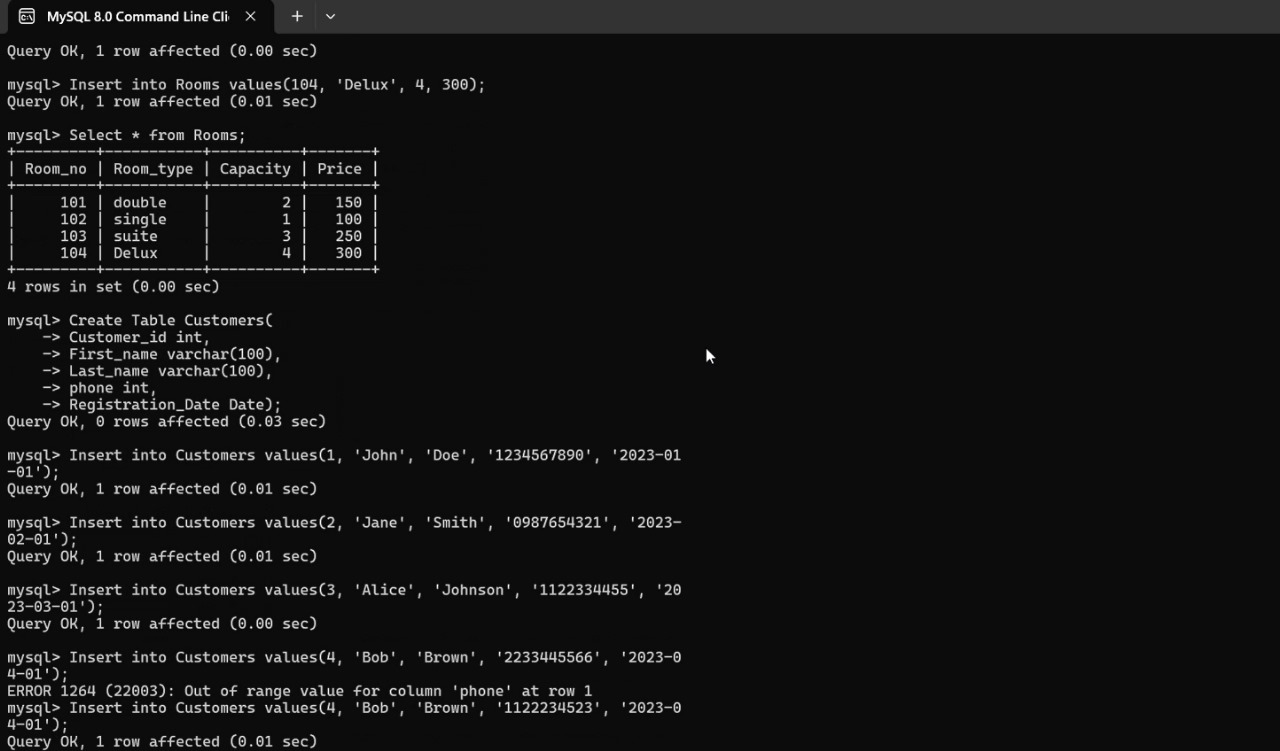 MySQL 8.0 Command Line Cli
Query OK, 1 row affected (0.00 sec)
mysql> Insert into Rooms values(104, 'Delux', 4, 300);
Query OK, 1 row affected (0.01 sec)
mysql> Select * from Rooms;
+---------+-----------+----------+-------+
| Room_no | Room_type | Capacity | Price |
+---------+-----------+----------+-------+
|     101 | double    |        2 |   150 |
|     102 | single    |        1 |   100 |
|     103 | suite     |        3 |   250 |
|     104 | Delux     |        4 |   300 |
+---------+-----------+----------+-------+
4 rows in set (0.00 sec)
mysql> Create Table Customers(
    -> Customer_id int,
    -> First_name varchar(100),
    -> Last_name varchar(100),
    -> phone int,
    -> Registration_Date Date);
Query OK, 0 rows affected (0.03 sec)
mysql> Insert into Customers values(1, 'John', 'Doe', '1234567890', '2023-01
-01');
Query OK, 1 row affected (0.01 sec)
mysql> Insert into Customers values(2, 'Jane', 'Smith', '0987654321', '2023-
02-01');
Query OK, 1 row affected (0.01 sec)
mysql> Insert into Customers values(3, 'Alice', 'Johnson', '1122334455', '20
23-03-01');
Query OK, 1 row affected (0.00 sec)
mysql> Insert into Customers values(4, 'Bob', 'Brown', '2233445566', '2023-0
4-01');
ERROR 1264 (22003): Out of range value for column 'phone' at row 1
mysql> Insert into Customers values(4, 'Bob', 'Brown', '1122234523', '2023-0
4-01');
Query OK, 1 row affected (0.01 sec)